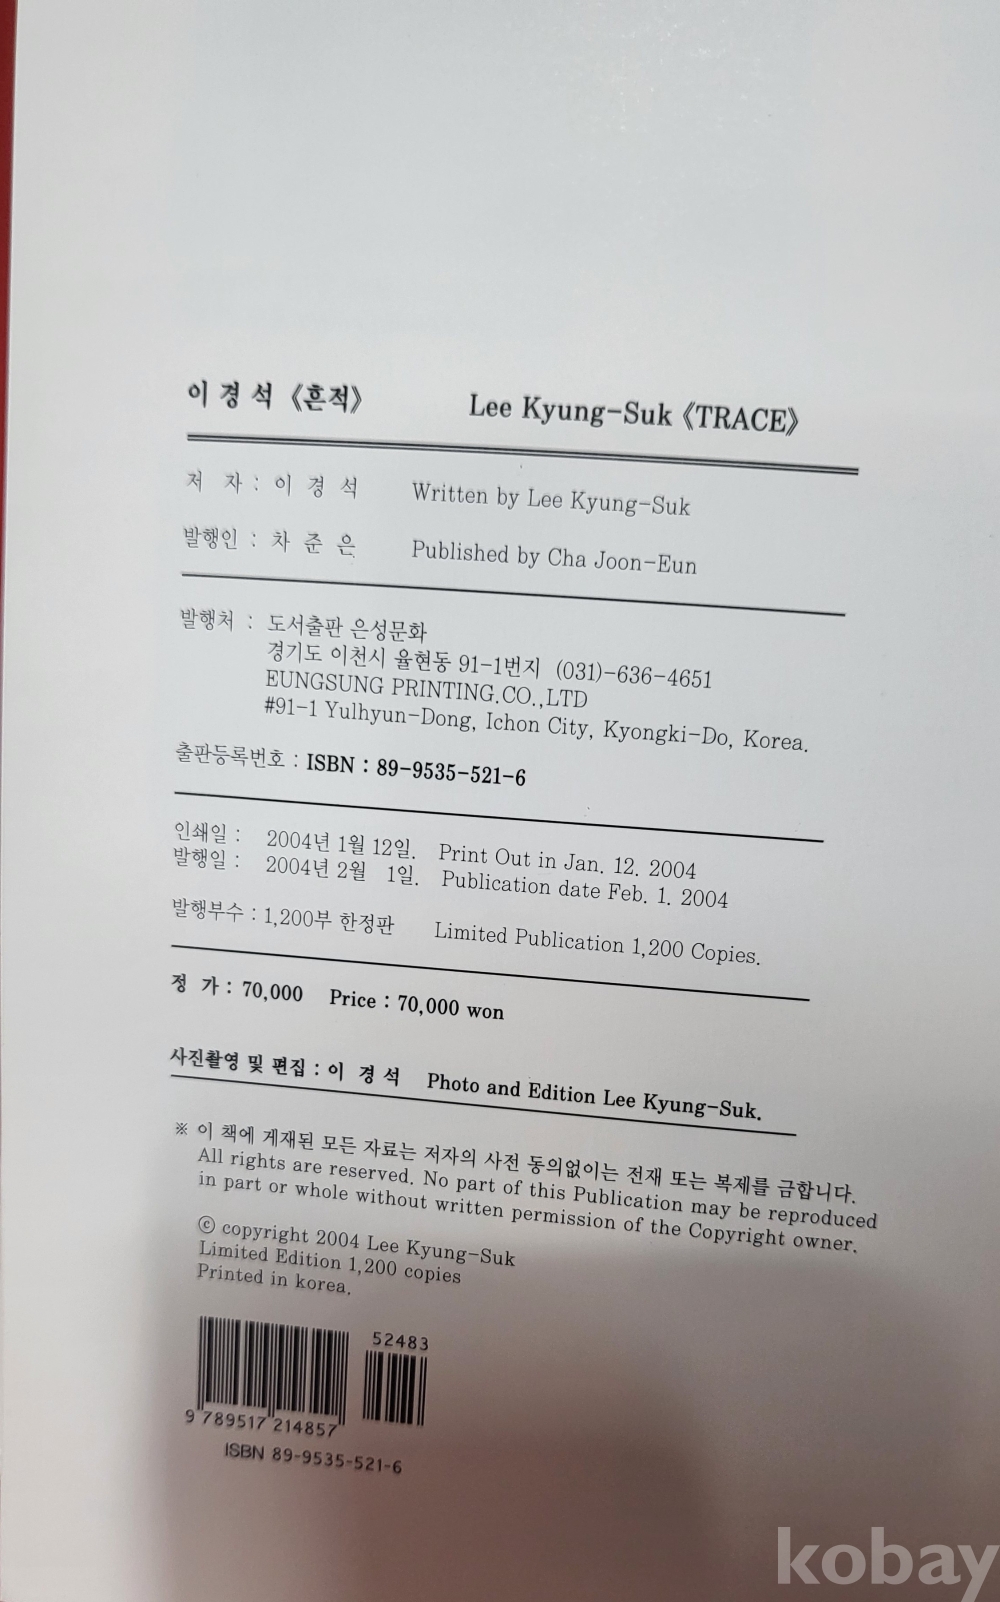 이 경 석 《흔적》 Lee Kyung-Suk 《TRACE》
저 자 : 이 경 석 Written by Lee Kyung-Suk
발행인 : 차 준 은 Published by Cha Joon-Eun
발행처 : 도서출판 은성문화
경기도 이천시 율현동 91-1번지 (031)-636-4651
EUNGSUNG PRINTING.CO.,LTD
#91-1 Yulhyun-Dong, Ichon City, Kyongki-Do, Korea.
출판등록번호 : ISBN : 89-9535-521-6
인쇄일 : 2004년 1월 12일. Print Out in Jan. 12. 2004
발행일 : 2004년 2월 1일. Publication date Feb. 1. 2004
발행부수 : 1,200부 한정판 Limited Publication 1,200 Copies.
정 가 : 70,000 Price : 70,000 won
사진촬영 및 편집 : 이 경 석 Photo and Edition Lee Kyung-Suk.
※ 이 책에 게재된 모든 자료는 저자의 사전 동의없이는 전재 또는 복제를 금합니다.
All rights are reserved. No part of this Publication may be reproduced
in part or whole without written permission of the Copyright owner.
ⓒ copyright 2004 Lee Kyung-Suk
Limited Edition 1,200 copies
Printed in korea.
52483
9 789517 214857
ISBN 89-9535-521-6
kobay